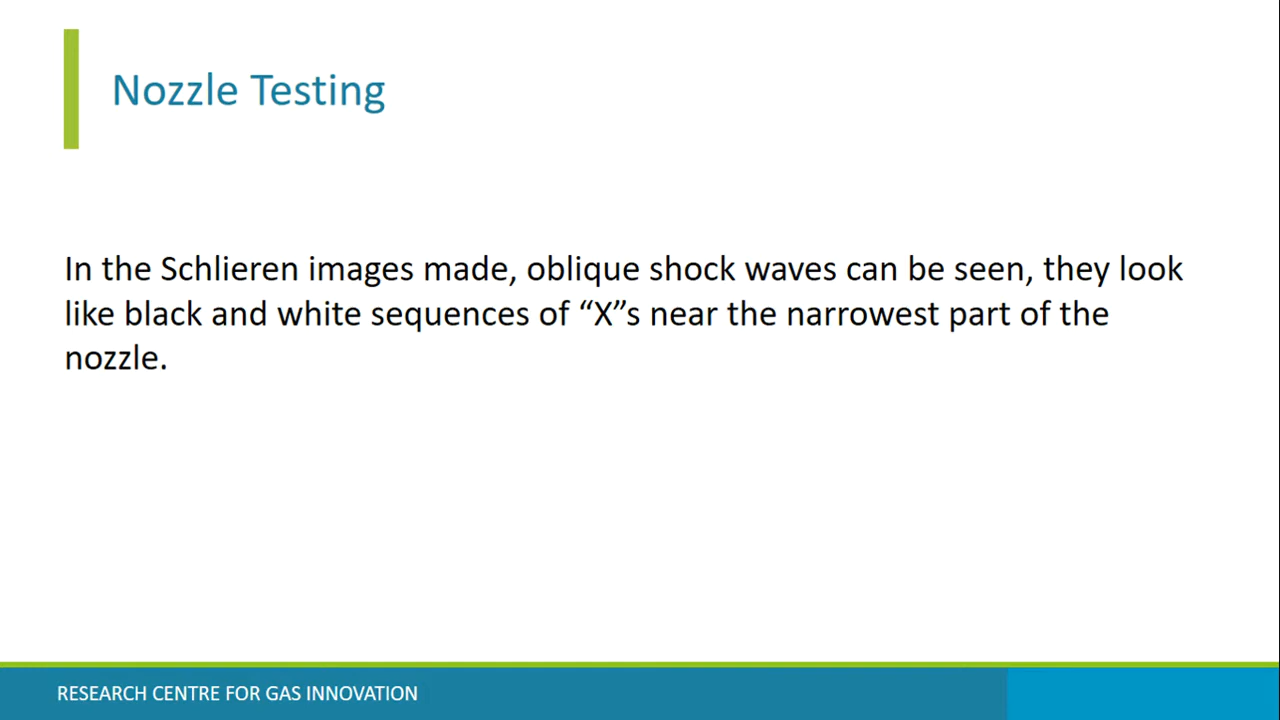 Nozzle Testing
In the Schlieren images made, oblique shock waves can be seen, they look
like black and white sequences of “X”s near the narrowest part of the
nozzle.
RESEARCH CENTRE FOR GAS INNOVATION